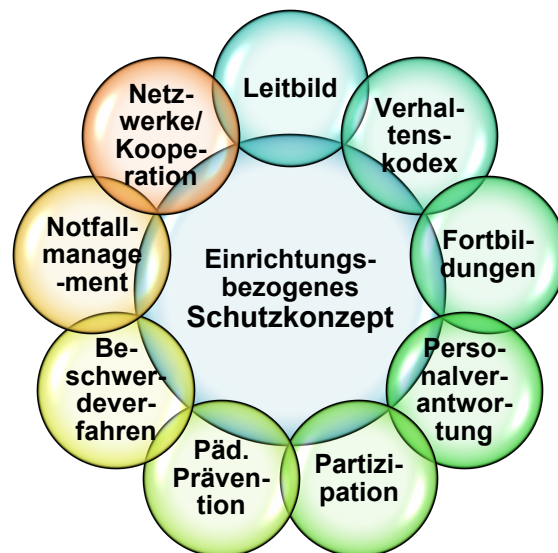 Leitbild
Verhal-
tens-
kodex
Fortbil-
dungen
Perso-
nalver-
antwor-
tung
Partizi-
pation
Päd.
Präven-
tion
Be-
schwer-
dever-
fahren
Notfall-
manage
-ment
Netz-
werke/
Koope-
ration
Einrichtungs-
bezogenes
Schutzkonzept